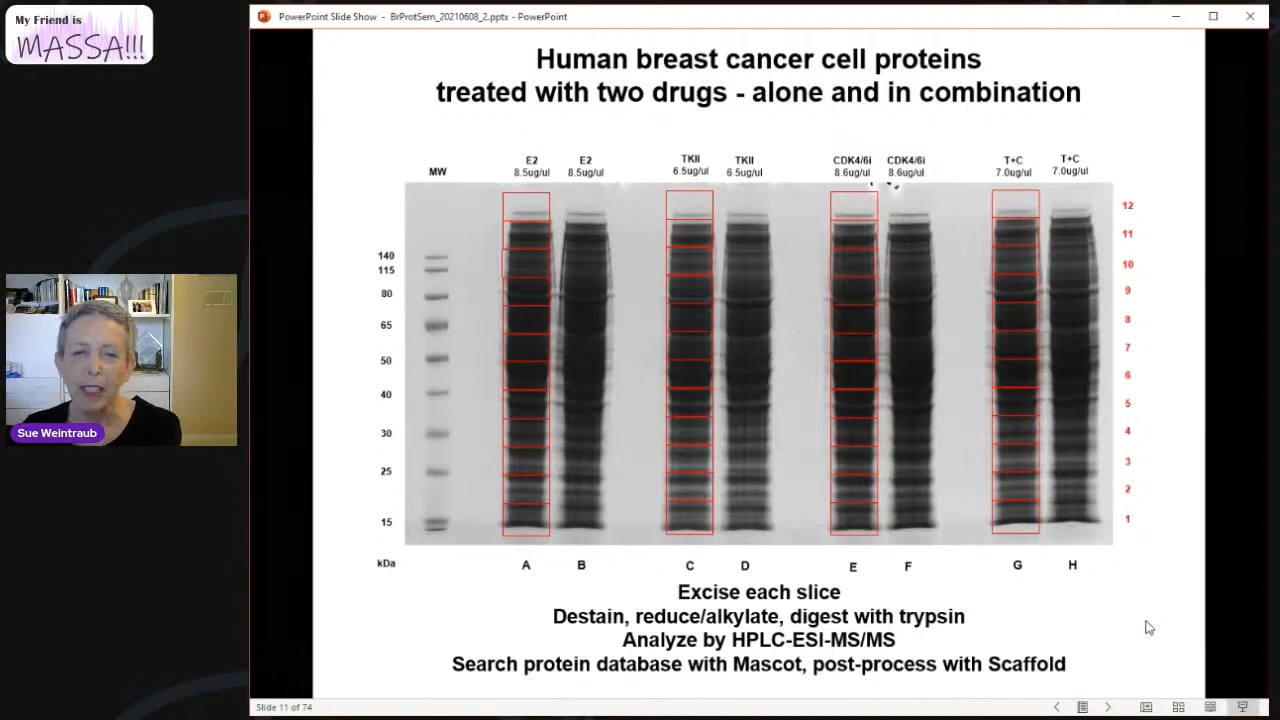 My Friend is
MASSA!!!
PowerPoint Slide Show - BrProtSem_20210608_2.pptx - PowerPoint
Human breast cancer cell proteins
treated with two drugs - alone and in combination
MW
E2
8.5ug/ul
E2
8.5ug/ul
TKII
6.5ug/ul
TKII
6.5ug/ul
CDK4/6i
8.6ug/ul
CDK4/6i
8.6ug/ul
T+C
7.0ug/ul
T+C
7.0ug/ul
140
115
80
65
50
40
30
25
15
kDa
12
11
10
9
8
7
6
5
4
3
2
1
A B C D E F G H
Excise each slice
Destain, reduce/alkylate, digest with trypsin
Analyze by HPLC-ESI-MS/MS
Search protein database with Mascot, post-process with Scaffold
Sue Weintraub
Slide 11 of 74